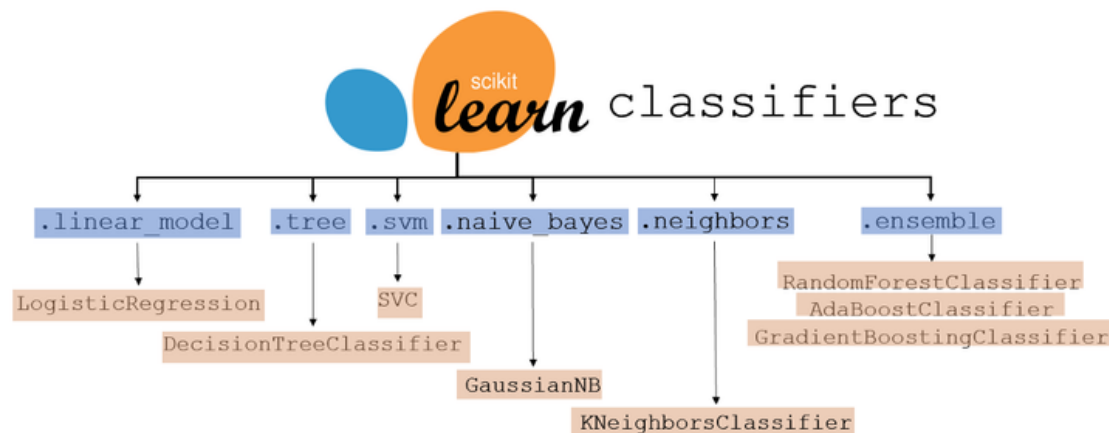 scikit
learn classifiers
.linear_model .tree .svm .naive_bayes .neighbors .ensemble
LogisticRegression
DecisionTreeClassifier
SVC
GaussianNB
KNeighborsClassifier
RandomForestClassifier
AdaBoostClassifier
GradientBoostingClassifier